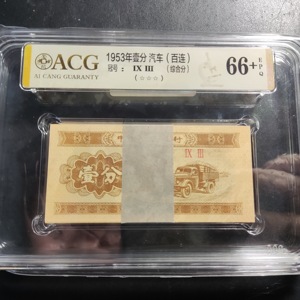 ACG
AI CANG GUARANTY
1953年壹分 汽车（百连）
冠号： IX III （综合分）
（☆☆☆）
66+
EPQ
中
IX III
壹分